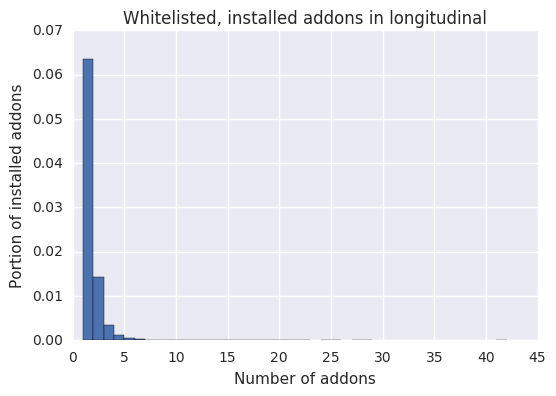 Whitelisted, installed addons in longitudinal
0.07
0.06
0.05
0.04
0.03
0.02
0.01
0.00
Portion of installed addons
0 5 10 15 20 25 30 35 40 45
Number of addons